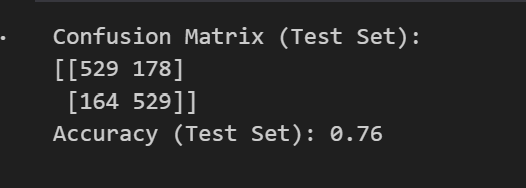 Confusion Matrix (Test Set):
[[529 178]
 [164 529]]
Accuracy (Test Set): 0.76